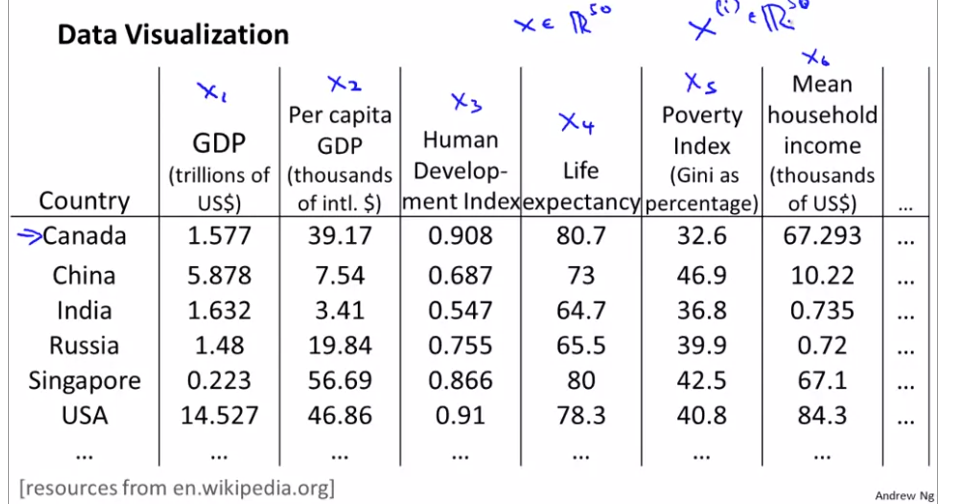 Data Visualization
x ∈ ℝ⁵⁰
x⁽ⁱ⁾ ∈ ℝ⁵⁰
x₁
x₂
x₃
x₄
x₅
x₆
Country
GDP
(trillions of
US$)
Per capita
GDP
(thousands
of intl. $)
Human
Develop-
ment Index
Life
expectancy
Poverty
Index
(Gini as
percentage)
Mean
household
income
(thousands
of US$)
...
⇒Canada 1.577 39.17 0.908 80.7 32.6 67.293 ...
China 5.878 7.54 0.687 73 46.9 10.22 ...
India 1.632 3.41 0.547 64.7 36.8 0.735 ...
Russia 1.48 19.84 0.755 65.5 39.9 0.72 ...
Singapore 0.223 56.69 0.866 80 42.5 67.1 ...
USA 14.527 46.86 0.91 78.3 40.8 84.3 ...
... ... ... ... ... ... ...
[resources from en.wikipedia.org]
Andrew Ng